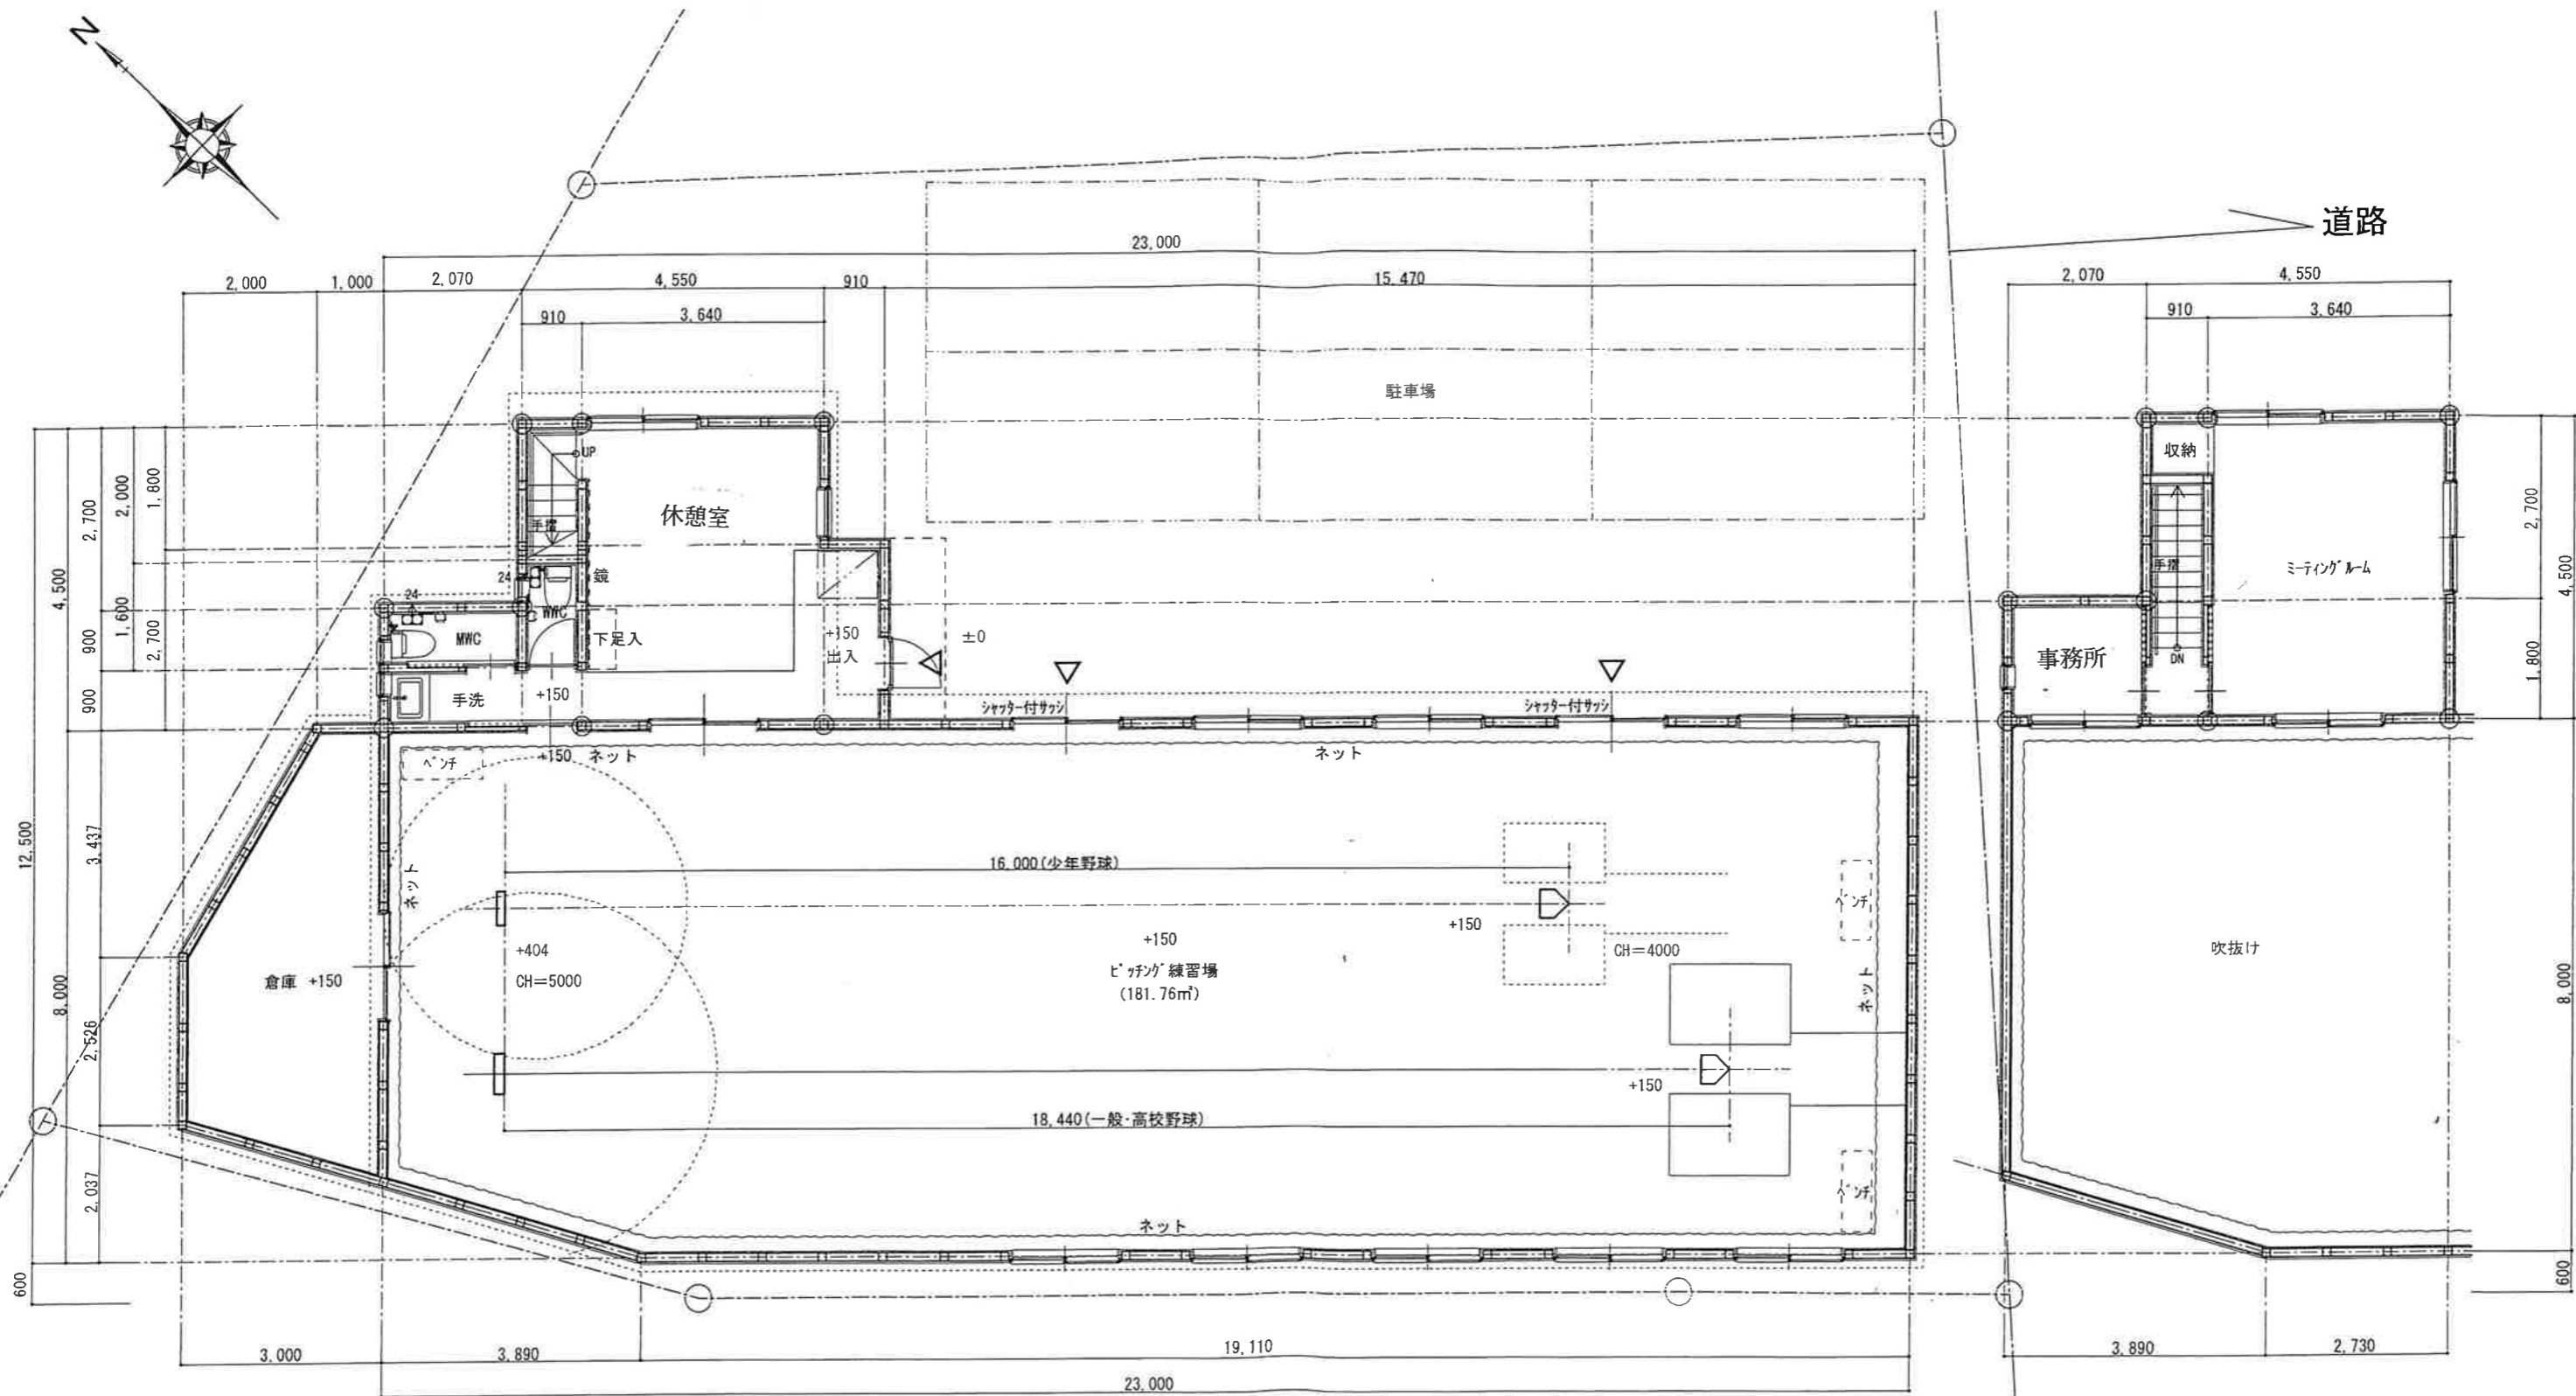 N
道路
23,000
2,000
1,000
2,070
4,550
910
15,470
910
3,640
2,070
4,550
910
3,640
駐車場
UP
手摺
休憩室
鏡
24
WWC
24
MWC
下足入
手洗
+150
+150
出入
±0
シャッター付サッシ
シャッター付サッシ
収納
手摺
ミーティングルーム
事務所
DN
12,500
4,500
8,000
600
2,700
900
900
3,437
2,526
2,037
2,000
1,600
1,800
2,700
2,700
1,800
4,500
8,000
600
ベンチ
+150
ネット
ネット
ネット
16,000(少年野球)
+404
CH=5000
+150
ピッチング練習場
(181.76㎡)
+150
CH=4000
ベンチ
ネット
倉庫 +150
吹抜け
+150
18,440(一般・高校野球)
ベンチ
ネット
3,000
3,890
19,110
23,000
3,890
2,730